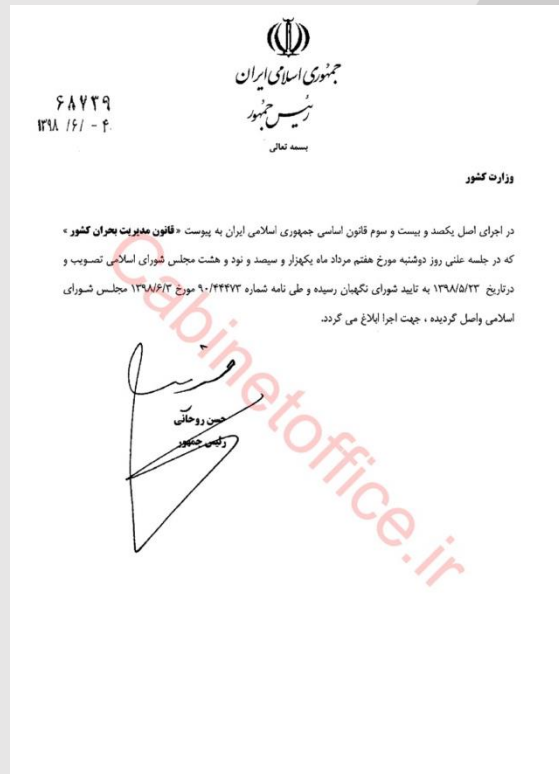 جمهوری اسلامی ایران
رئیس جمهور
بسمه تعالی
۶۸۷۳۹
۱۳۹۸ /۶/ ۰۴
وزارت کشور
در اجرای اصل یکصد و بیست و سوم قانون اساسی جمهوری اسلامی ایران به پیوست «قانون مدیریت بحران کشور»
که در جلسه علنی روز دوشنبه مورخ هفتم مرداد ماه یکهزار و سیصد و نود و هشت مجلس شورای اسلامی تصویب و
درتاریخ ۱۳۹۸/۵/۲۳ به تایید شورای نگهبان رسیده و طی نامه شماره ۹۰/۴۴۴۷۳ مورخ ۱۳۹۸/۶/۳ مجلس شورای
اسلامی واصل گردیده ، جهت اجرا ابلاغ می گردد.
حسن روحانی
رئیس جمهور
Cabinetoffice.ir